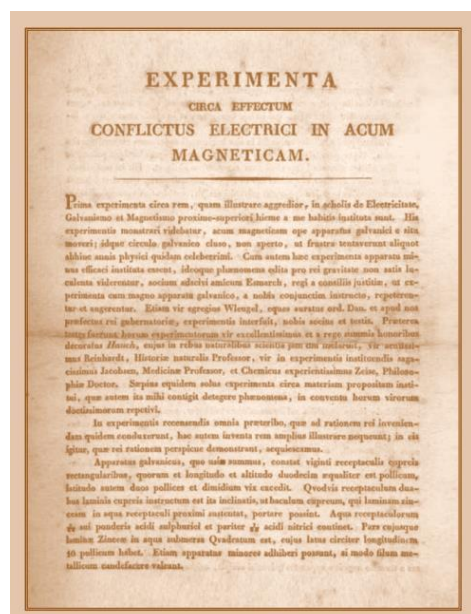 EXPERIMENTA
CIRCA EFFECTUM
CONFLICTUS ELECTRICI IN ACUM
MAGNETICAM.
Prima experimenta circa rem, quam illustrare aggredior, in scholis de Electricitate,
Galvanismo et Magnetismo proxime-superiori hieme a me habitis instituta sunt. His
experimentis monstrari videbatur, acum magneticam ope apparatus galvanici e situ
moveri; idque circulo galvanico cluso, non aperto, ut frustra tentaverunt aliquot
abhinc annis physici quidam celeberrimi. Cum autem hæc experimenta apparatu mi-
nus efficaci instituta essent, ideoque phænomena edita pro rei gravitate non satis lu-
culenta viderentur, socium adscivi amicum Esmarch, regi a consiliis justitiæ, ut ex-
perimenta cum magno apparatu galvanico, a nobis conjunctim instructo, repeteren-
tur et augerentur. Etiam vir egregius Wleugel, eques auratus ord. Dan. et apud nos
præfectus rei gubernatoriæ, experimentis interfuit, nobis socius et testis. Præterea
testes fuerunt horum experimentorum vir excellentissimus et a rege summis honoribus
decoratus Hauch, cujus in rebus naturalibus scientia jam diu inclaruit, vir acutissi-
mus Reinhardt, Historiæ naturalis Professor, vir in experimentis instituendis saga-
cissimus Jacobsen, Medicinæ Professor, et Chemicus experientissimus Zeise, Philoso-
phiæ Doctor. Sæpius equidem solus experimenta circa materiam propositam institui,
quæ autem ita mihi contigit detegere phænomena, in conventu horum virorum
doctissimorum repetivi.
In experimentis recensendis omnia præteribo, quæ ad rationem rei invenien-
dam quidem conduxerunt, hac autem inventa rem amplius illustrare nequeunt; in eis
igitur, quæ rei rationem perspicue demonstrant, acquiescamus.
Apparatus galvanicus, quo usi sumus, constat viginti receptaculis cupreis
rectangularibus, quorum et longitudo et altitudo duodecim æqualiter est pollicum,
latitudo autem duos pollices et dimidium vix excedit. Qvodvis receptaculum dua-
bus laminis cupreis instructum est ita inclinatis, ut baculum cupreum, qui laminam zin-
ceam in aqua receptaculi proximi sustentat, portare possint. Aqua receptaculorum
1/60 sui ponderis acidi sulphurici et pariter 1/60 acidi nitrici continet. Pars cujusque
laminæ Zinceæ in aqua submersa Qvadratum est, cujus latus circiter longitudinem
10 pollicum habet. Etiam apparatus minores adhiberi possunt, si modo filum me-
tallicum candefacere valeant.